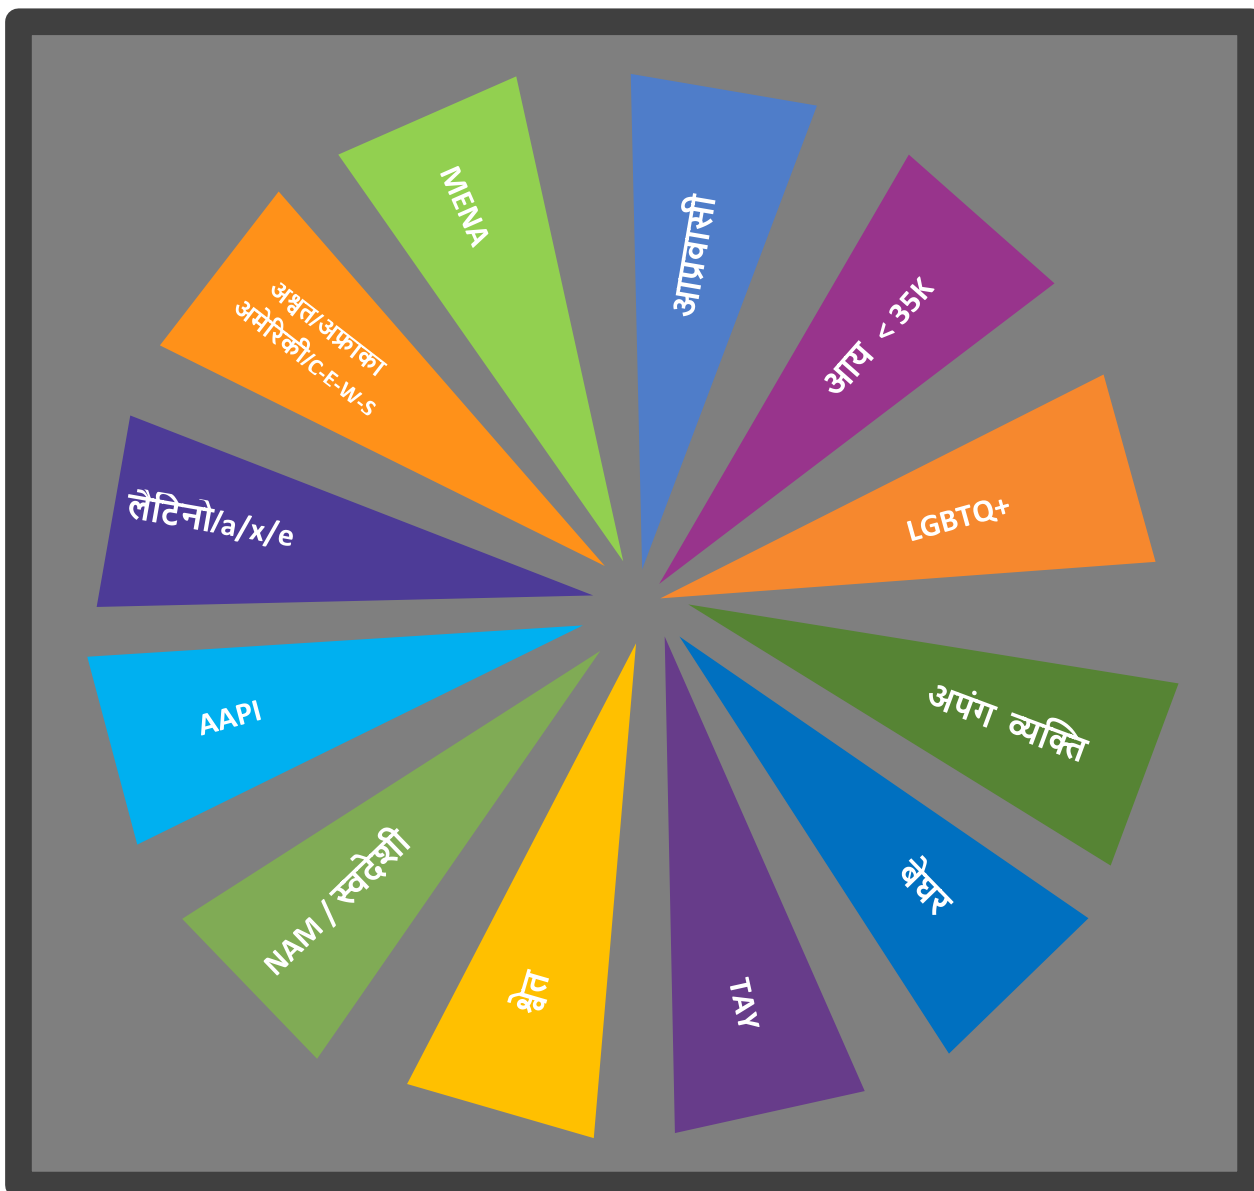 आप्रवासी
आय < 35K
LGBTQ+
अपंग व्यक्ति
बेघर
TAY
श्वेत
NAM / स्वदेशी
AAPI
लैटिनो/a/x/e
अश्वेत/अफ्राका
अमेरिकी/C-E-W-S
MENA